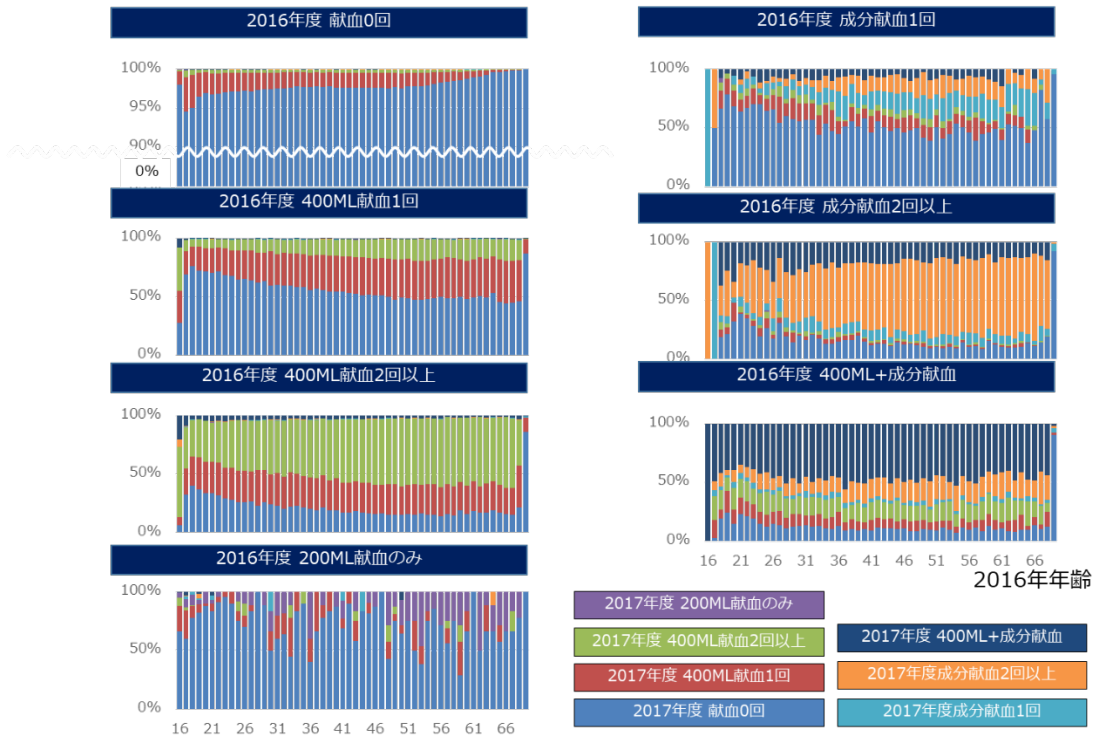 2016年度 献血0回
100%
95%
90%
0%
2016年度 400ML献血1回
100%
50%
0%
2016年度 400ML献血2回以上
100%
50%
0%
2016年度 200ML献血のみ
100%
50%
0%
16 21 26 31 36 41 46 51 56 61 66
2016年度 成分献血1回
100%
50%
0%
2016年度 成分献血2回以上
100%
50%
0%
2016年度 400ML+成分献血
100%
50%
0%
16 21 26 31 36 41 46 51 56 61 66
2016年年齢
2017年度 200ML献血のみ
2017年度 400ML献血2回以上
2017年度 400ML献血1回
2017年度 献血0回
2017年度 400ML+成分献血
2017年度成分献血2回以上
2017年度成分献血1回